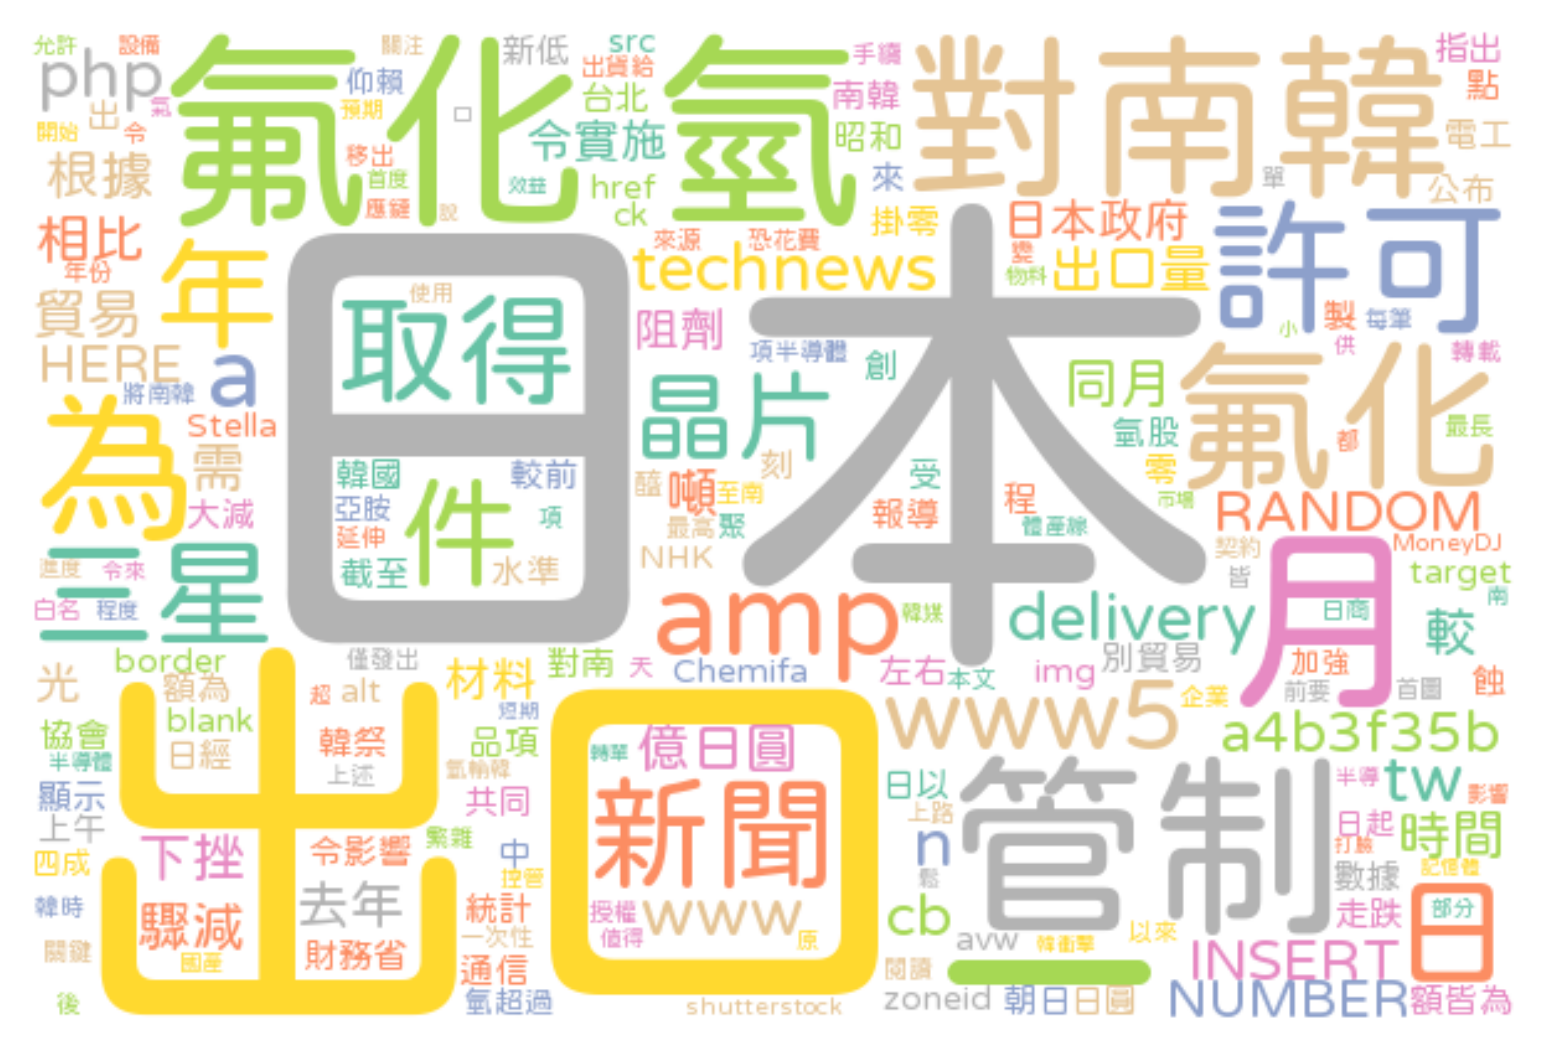 允許
設備
關注
新低
src
手續
指出
php
氟化氫
仰賴
出貨給
對南韓
點
出
氣
預期
台北
南韓
開始
令
令實施
昭和
電工
根據
移出
首度
效益
href
來
單
公布
應鏈
說
ck
相比
來源
恐花費
掛零
日本政府
許可
年份
年
technews
變
出口量
日本
物料
貿易
取得
使用
阻劑
小
製
每筆
供
HERE
a
項半導體
創
同月
氟化
轉載
將南韓
晶片
為
Stella
氫股
都
最長
需
韓國
較前
刻
受
零
大減
亞胺
件
項
醯
噸
至南
程
市場
RANDOM
延伸
最高
聚
報導
體產線
三星
截至
水準
NHK
契約
月
MoneyDJ
進度
令來
皆
target
白名
程度
amp
韓媒
delivery
日商
南
較
border
僅發出
對南
天
Chemifa
左右
本文
img
別貿易
加強
光
額為
超
alt
材料
前要
首圖
蝕
出口
短期
www5
企業
協會
blank
韓祭
品項
轉單
億日圓
a4b3f35b
半導體
日經
上述
氫輸韓
日以
管制
半導
tw
影響
顯示
共同
新聞
上路
上午
日起
時間
下挫
令影響
繁雜
中
n
打臉
四成
控管
鬆
數據
記憶體
韓時
驟減
去年
統計
授權
www
cb
走跌
日
部分
一次性
值得
原
avw
韓衝擊
以來
關鍵
國產
財務省
通信
閱讀
一
INSERT
後
氫超過
shutterstock
zoneid
朝日
日圓
NUMBER
額皆為